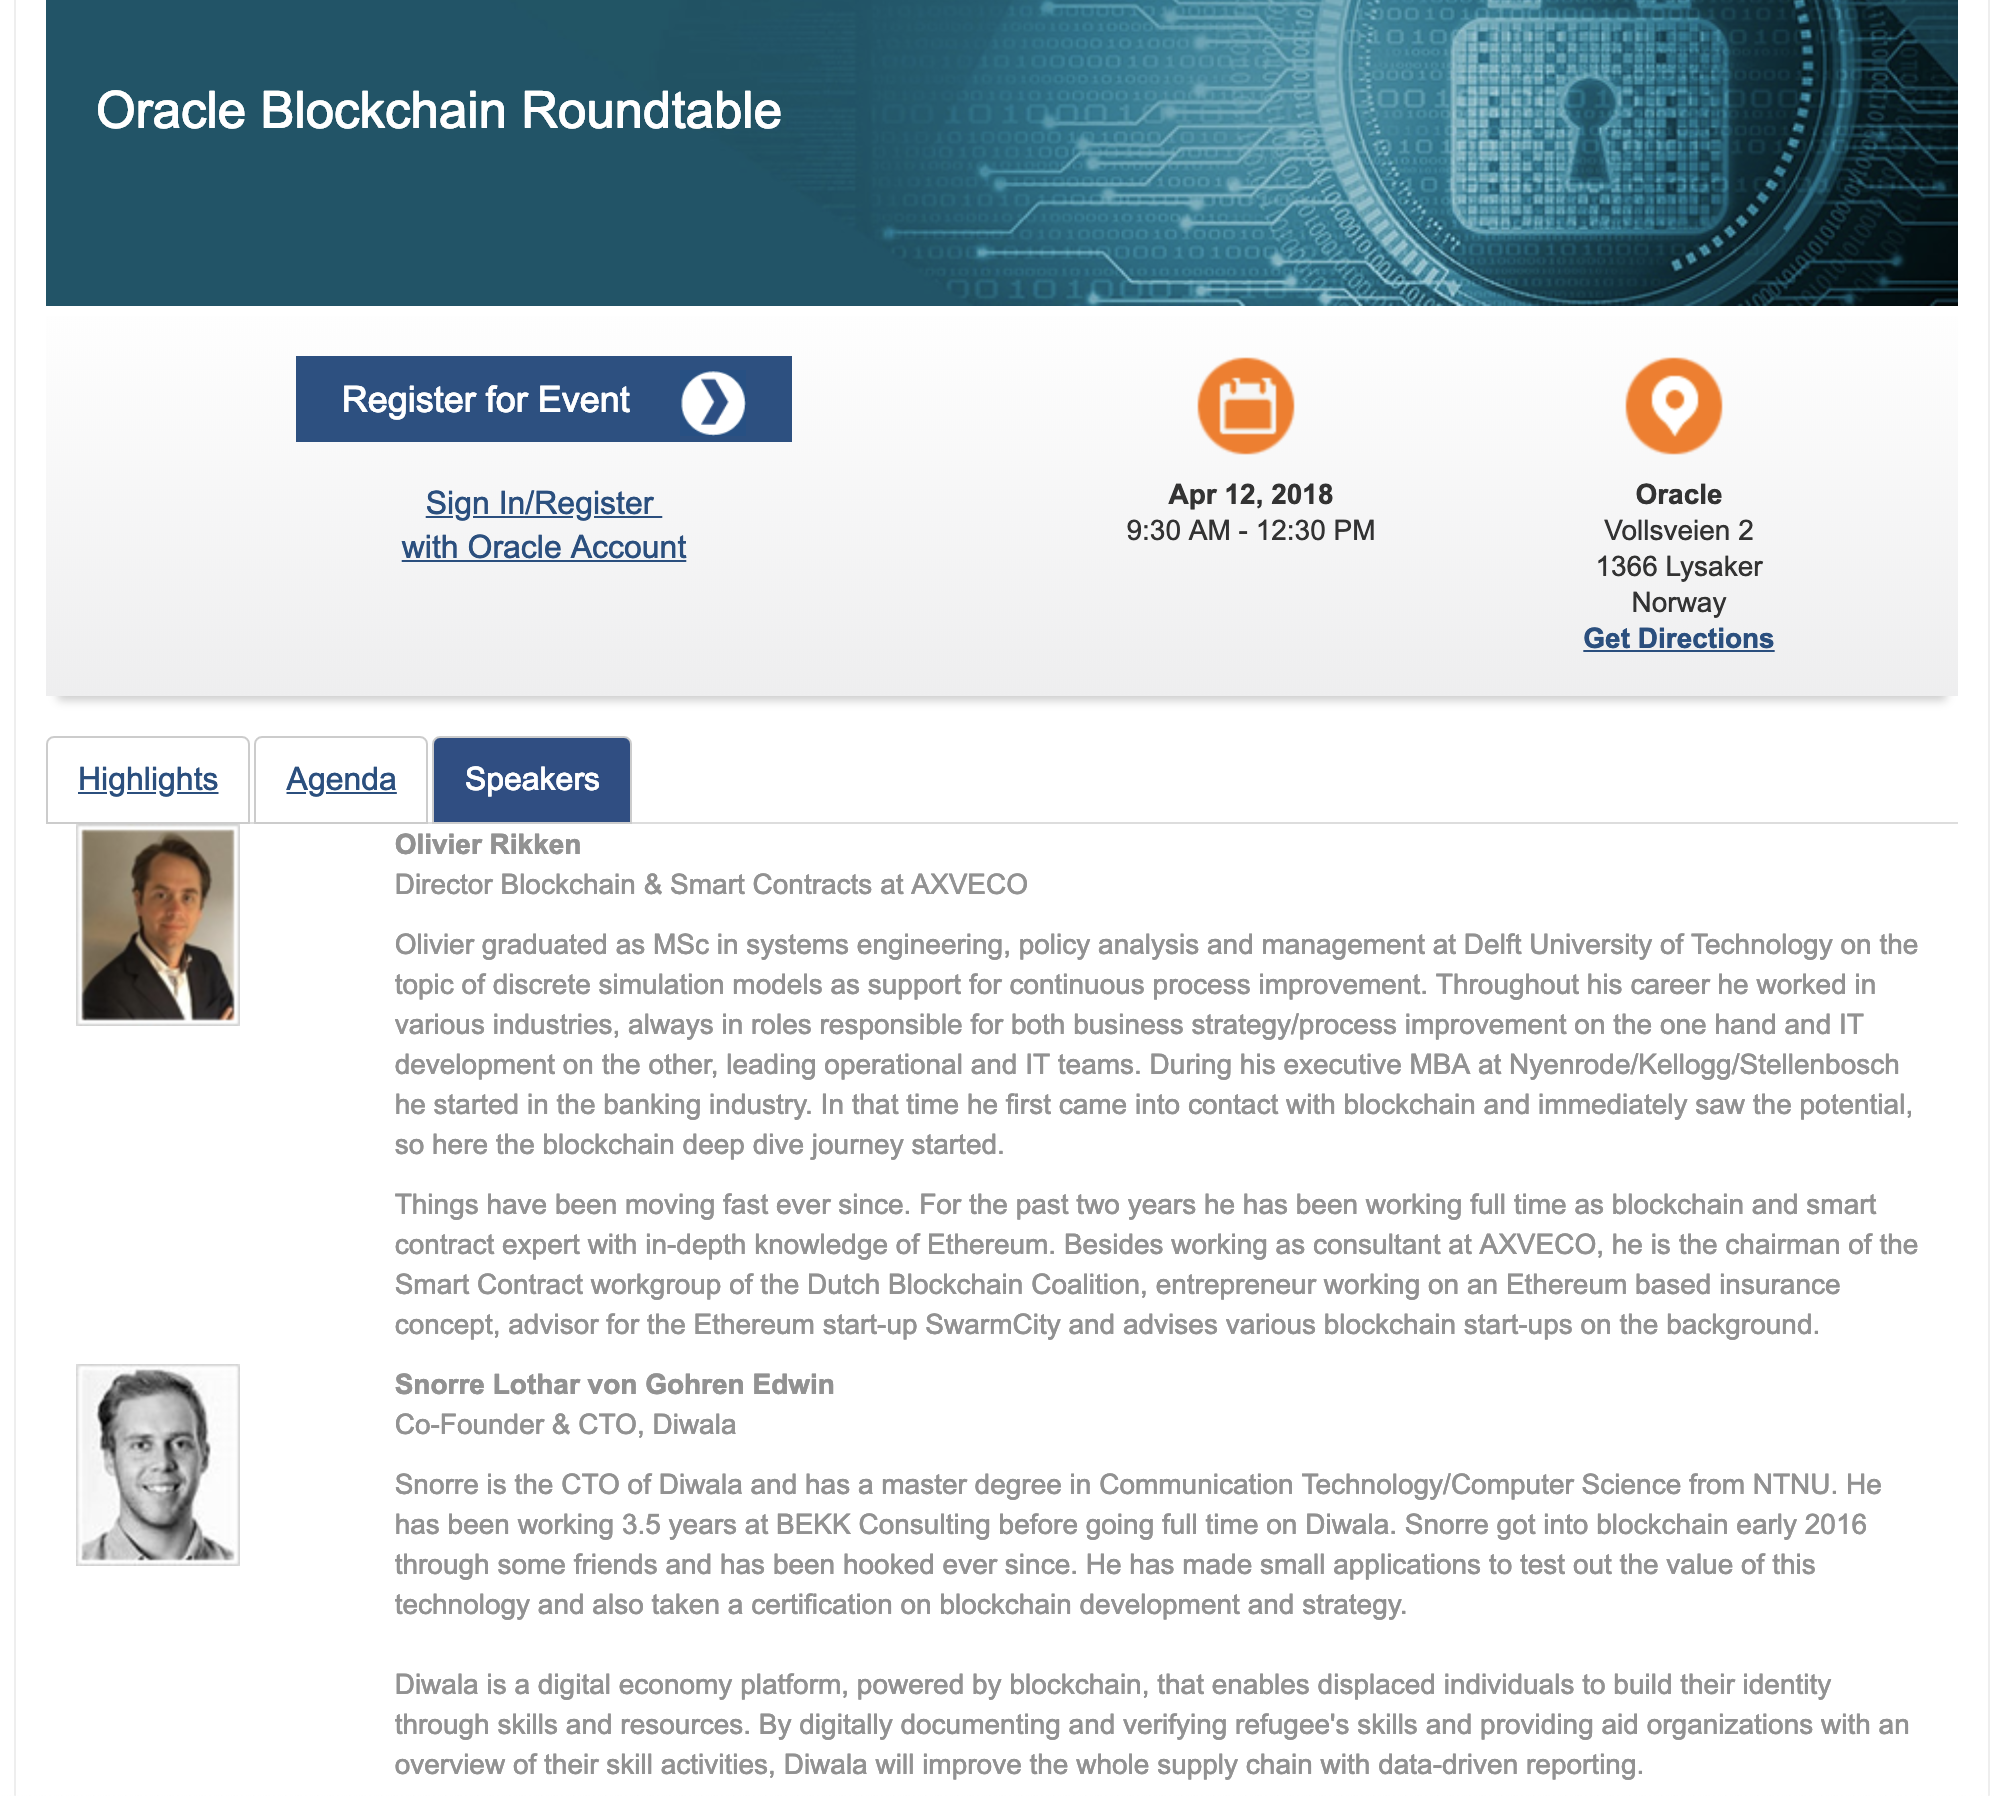 Oracle Blockchain Roundtable
Register for Event
Sign In/Register
with Oracle Account
Apr 12, 2018
9:30 AM - 12:30 PM
Oracle
Vollsveien 2
1366 Lysaker
Norway
Get Directions
Highlights
Agenda
Speakers
Olivier Rikken
Director Blockchain & Smart Contracts at AXVECO
Olivier graduated as MSc in systems engineering, policy analysis and management at Delft University of Technology on the
topic of discrete simulation models as support for continuous process improvement. Throughout his career he worked in
various industries, always in roles responsible for both business strategy/process improvement on the one hand and IT
development on the other, leading operational and IT teams. During his executive MBA at Nyenrode/Kellogg/Stellenbosch
he started in the banking industry. In that time he first came into contact with blockchain and immediately saw the potential,
so here the blockchain deep dive journey started.
Things have been moving fast ever since. For the past two years he has been working full time as blockchain and smart
contract expert with in-depth knowledge of Ethereum. Besides working as consultant at AXVECO, he is the chairman of the
Smart Contract workgroup of the Dutch Blockchain Coalition, entrepreneur working on an Ethereum based insurance
concept, advisor for the Ethereum start-up SwarmCity and advises various blockchain start-ups on the background.
Snorre Lothar von Gohren Edwin
Co-Founder & CTO, Diwala
Snorre is the CTO of Diwala and has a master degree in Communication Technology/Computer Science from NTNU. He
has been working 3.5 years at BEKK Consulting before going full time on Diwala. Snorre got into blockchain early 2016
through some friends and has been hooked ever since. He has made small applications to test out the value of this
technology and also taken a certification on blockchain development and strategy.
Diwala is a digital economy platform, powered by blockchain, that enables displaced individuals to build their identity
through skills and resources. By digitally documenting and verifying refugee's skills and providing aid organizations with an
overview of their skill activities, Diwala will improve the whole supply chain with data-driven reporting.